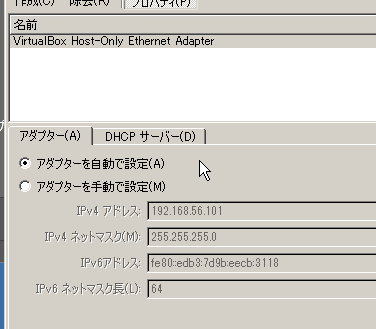 作成(C) 除去(R) プロパティ(P)
名前
VirtualBox Host-Only Ethernet Adapter
アダプター(A) DHCP サーバー(D)
アダプターを自動で設定(A)
アダプターを手動で設定(M)
IPv4 アドレス: 192.168.56.101
IPv4 ネットマスク(M): 255.255.255.0
IPv6アドレス: fe80::edb3:7d9b:eecb:3118
IPv6 ネットマスク長(L): 64